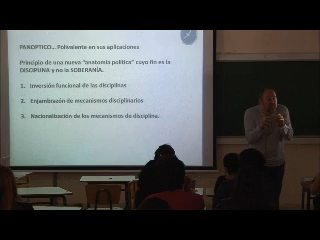 PANOPTICO... Polivalente en sus aplicaciones
Principio de una nueva "anatomía política" cuyo fin es la
DISCIPLINA y no la SOBERANÍA..
1. Inversión funcional de las disciplinas
2. Enjambrazón de mecanismos disciplinarios
3. Nacionalización de los mecanismos de disciplina.